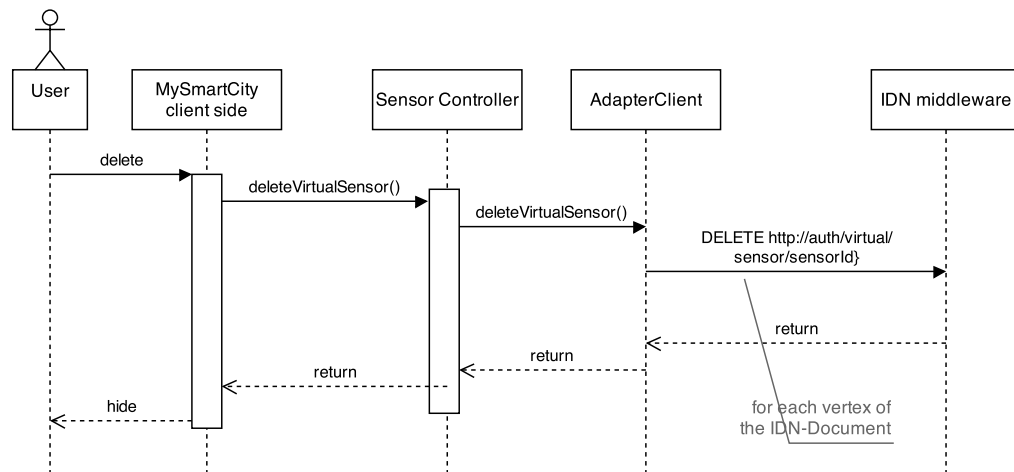 User
MySmartCity
client side
Sensor Controller
AdapterClient
IDN middleware
delete
deleteVirtualSensor()
deleteVirtualSensor()
DELETE http://auth/virtual/
sensor/sensorId}
return
return
return
hide
for each vertex of
the IDN-Document